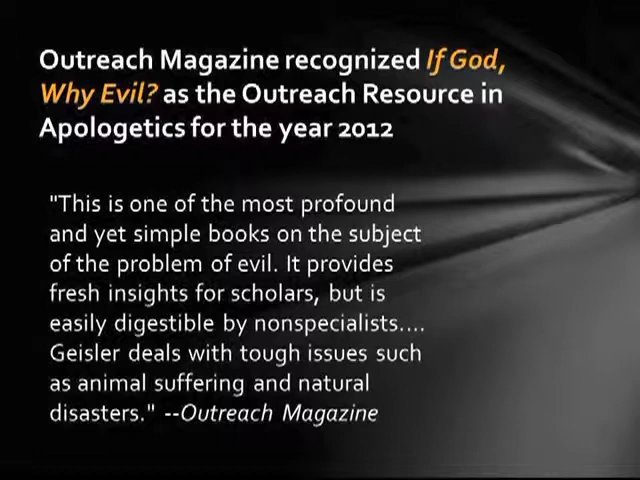 Outreach Magazine recognized If God,
Why Evil? as the Outreach Resource in
Apologetics for the year 2012
"This is one of the most profound
and yet simple books on the subject
of the problem of evil. It provides
fresh insights for scholars, but is
easily digestible by nonspecialists....
Geisler deals with tough issues such
as animal suffering and natural
disasters." --Outreach Magazine